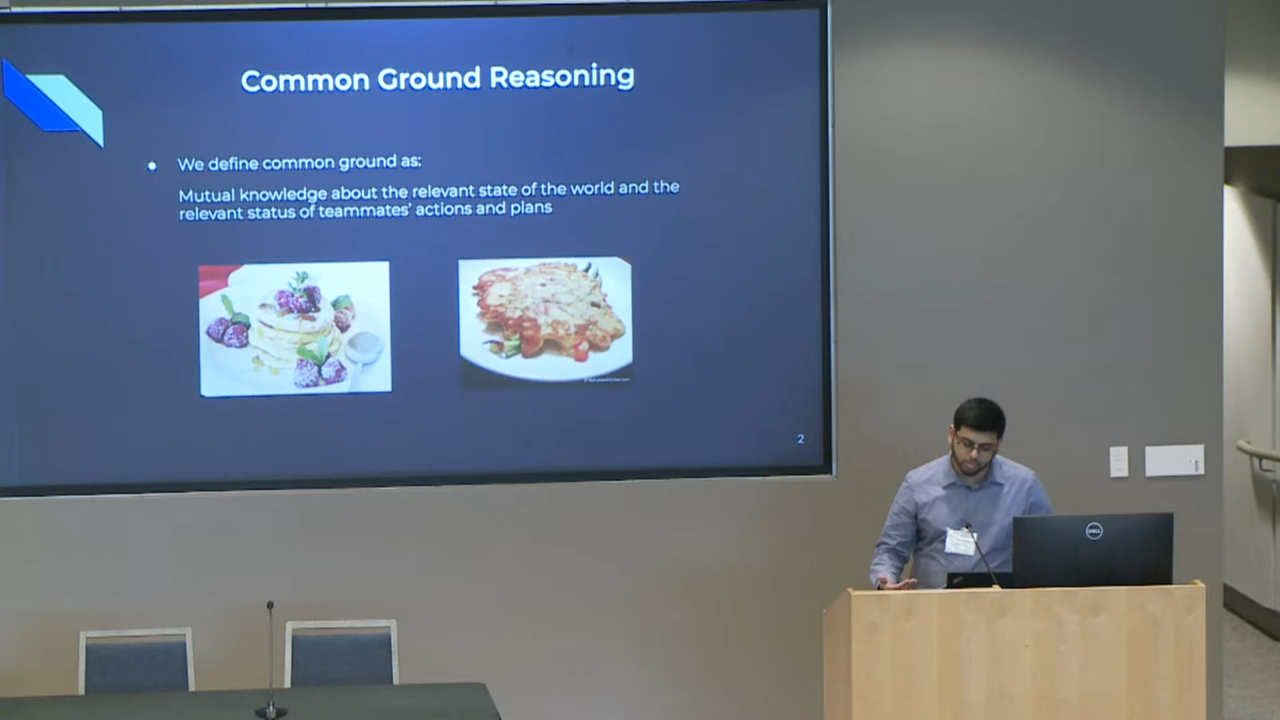 Common Ground Reasoning
We define common ground as:
Mutual knowledge about the relevant state of the world and the
relevant status of teammates' actions and plans
2
DELL